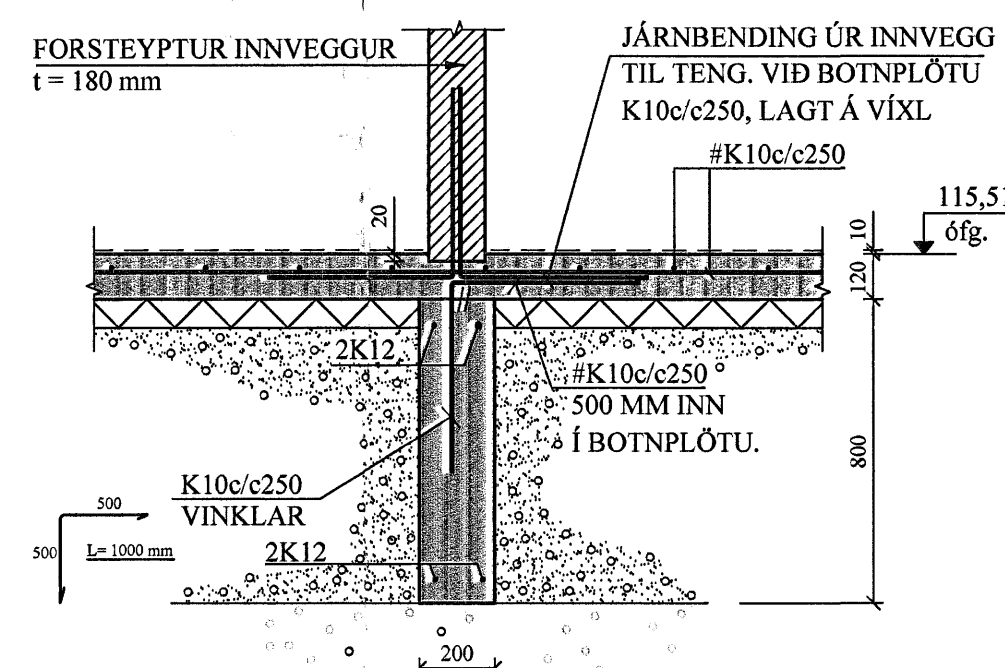 FORSTEYPTUR INNVEGGUR
t = 180 mm
JÁRNBENDING ÚR INNVEGG
TIL TENG. VIÐ BOTNPLÖTU
K10c/c250, LAGT Á VÍXL
#K10c/c250
115,51
ófg.
20
10
120
2K12
#K10c/c250
500 MM INN
Í BOTNPLÖTU.
800
K10c/c250
VINKLAR
500
500
L= 1000 mm
2K12
200